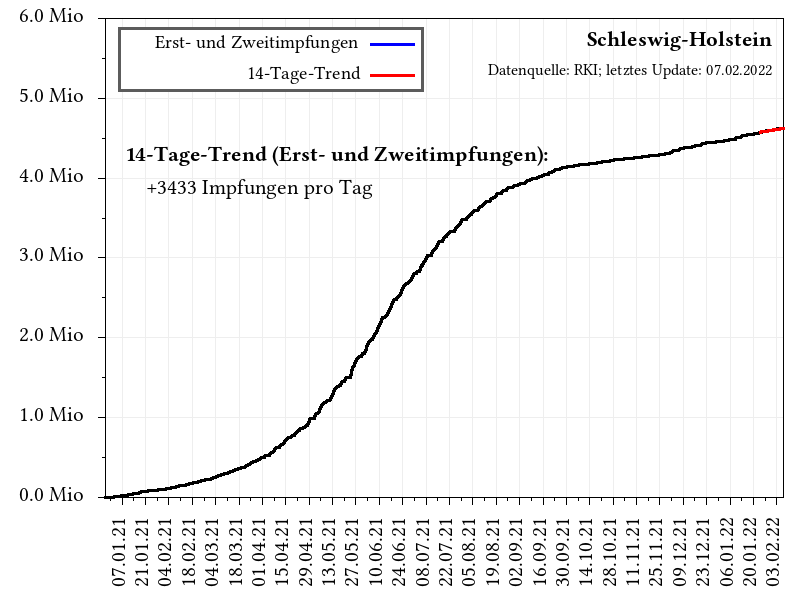 6.0 Mio
5.0 Mio
4.0 Mio
3.0 Mio
2.0 Mio
1.0 Mio
0.0 Mio
Erst- und Zweitimpfungen
14-Tage-Trend
Schleswig-Holstein
Datenquelle: RKI; letztes Update: 07.02.2022
14-Tage-Trend (Erst- und Zweitimpfungen):
+3433 Impfungen pro Tag
07.01.21
21.01.21
04.02.21
18.02.21
04.03.21
18.03.21
01.04.21
15.04.21
29.04.21
13.05.21
27.05.21
10.06.21
24.06.21
08.07.21
22.07.21
05.08.21
19.08.21
02.09.21
16.09.21
30.09.21
14.10.21
28.10.21
11.11.21
25.11.21
09.12.21
23.12.21
06.01.22
20.01.22
03.02.22